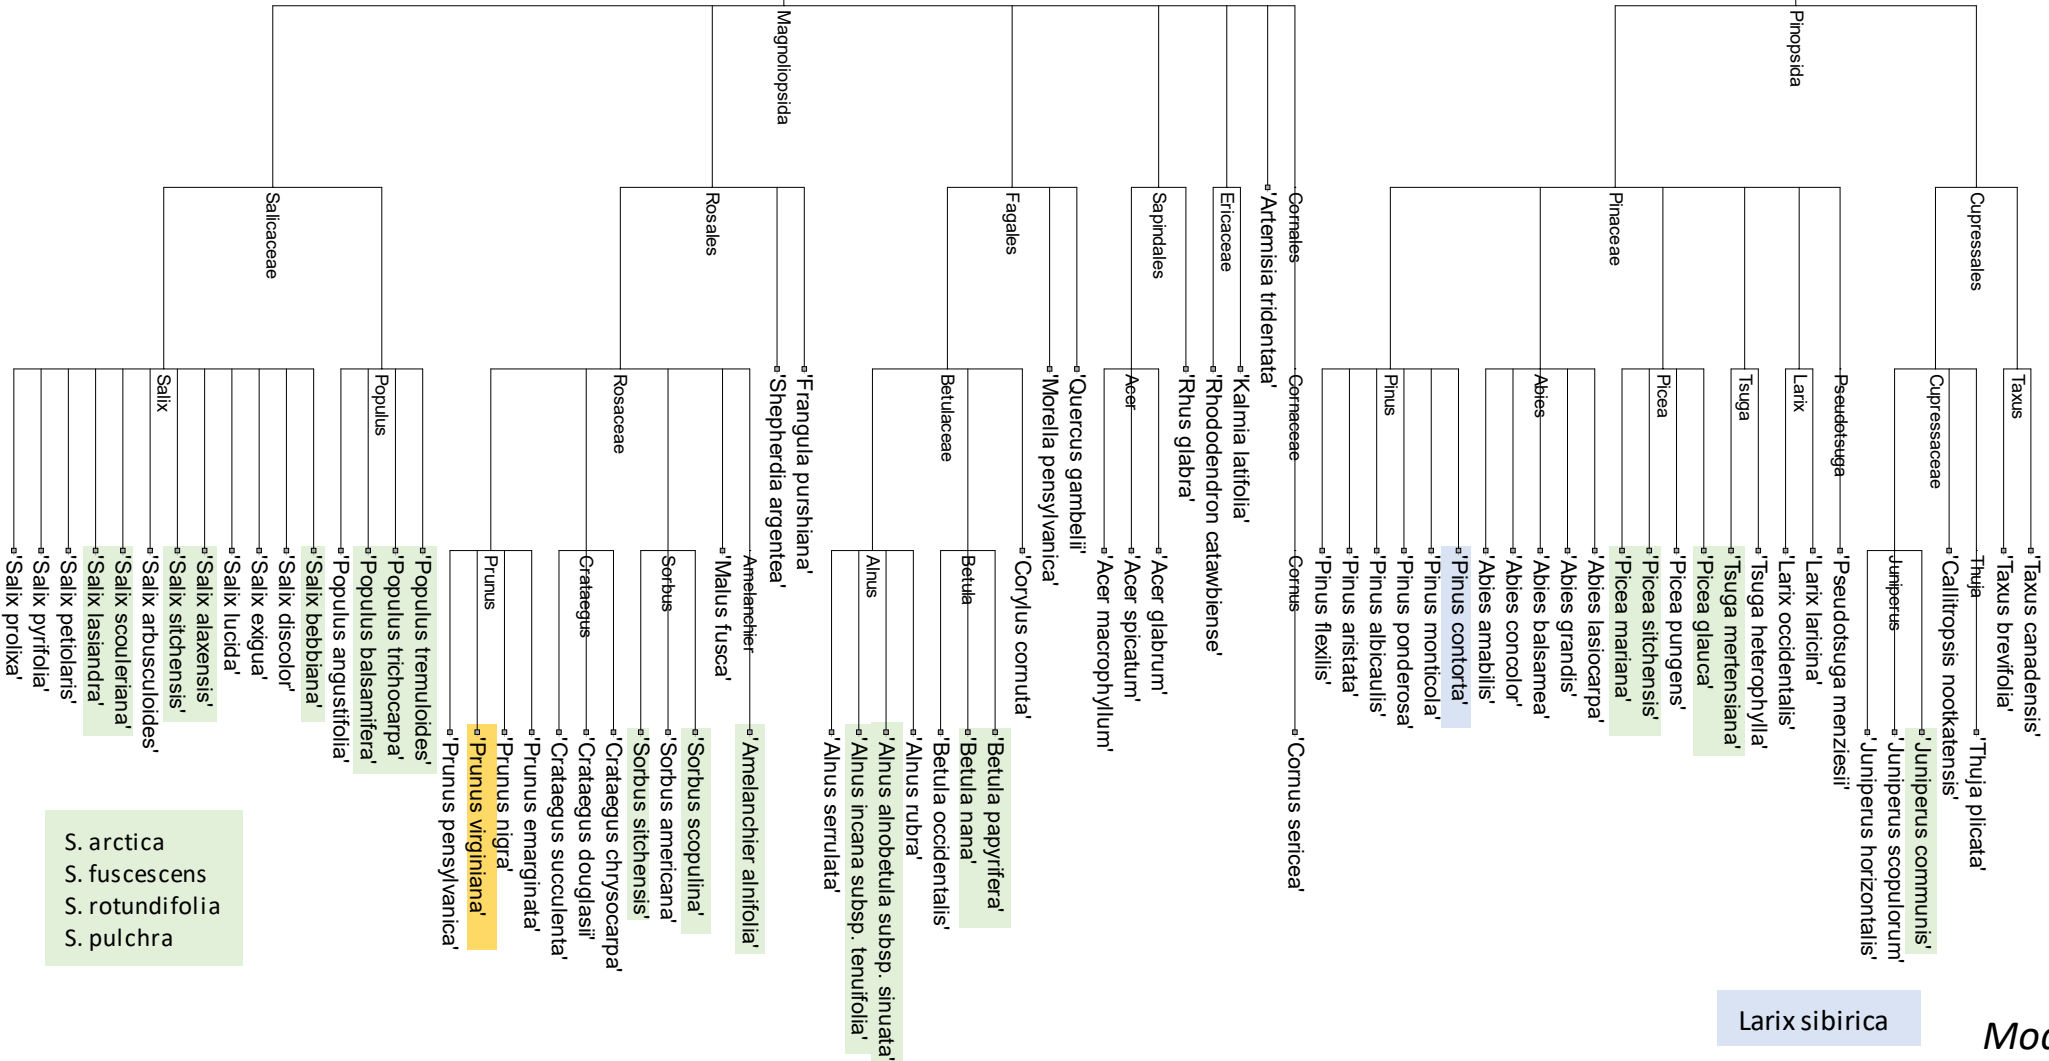 Magnoliopsida
Pinopsida
Salicaceae
Rosales
Fagales
Sapindales
Ericaceae
'Artemisia tridentata'
Cornales
Pinaceae
Cupressales
Salix
Populus
Rosaceae
'Shepherdia argentea'
'Frangula purshiana'
Betulaceae
'Morella pensylvanica'
'Quercus gambelii'
Acer
'Rhus glabra'
'Rhododendron catawbiense'
'Kalmia latifolia'
Cornaceae
Pinus
Abies
Picea
Tsuga
Larix
Pseudotsuga
Cupressaceae
Taxus
'Salix prolixa'
'Salix pyrifolia'
'Salix petiolaris'
'Salix lasiandra'
'Salix scouleriana'
'Salix arbusculoides'
'Salix sitchensis'
'Salix alaxensis'
'Salix lucida'
'Salix exigua'
'Salix discolor'
'Salix bebbiana'
'Populus angustifolia'
'Populus balsamifera'
'Populus trichocarpa'
'Populus tremuloides'
Prunus
Crataegus
Sorbus
'Malus fusca'
Amelanchier
Alnus
Betula
'Corylus cornuta'
'Acer macrophyllum'
'Acer spicatum'
'Acer glabrum'
Cornus
'Pinus flexilis'
'Pinus aristata'
'Pinus albicaulis'
'Pinus ponderosa'
'Pinus monticola'
'Pinus contorta'
'Abies amabilis'
'Abies concolor'
'Abies balsamea'
'Abies grandis'
'Abies lasiocarpa'
'Picea mariana'
'Picea sitchensis'
'Picea pungens'
'Picea glauca'
'Tsuga mertensiana'
'Tsuga heterophylla'
'Larix occidentalis'
'Larix laricina'
'Pseudotsuga menziesii'
Juniperus
'Callitropsis nootkatensis'
Thuja
'Taxus brevifolia'
'Taxus canadensis'
'Prunus pensylvanica'
'Prunus virginiana'
'Prunus nigra'
'Prunus emarginata'
'Crataegus succulenta'
'Crataegus douglasii'
'Crataegus chrysocarpa'
'Sorbus sitchensis'
'Sorbus americana'
'Sorbus scopulina'
'Amelanchier alnifolia'
'Alnus serrulata'
'Alnus incana subsp. tenuifolia'
'Alnus alnobetula subsp. sinuata'
'Alnus rubra'
'Betula occidentalis'
'Betula nana'
'Betula papyrifera'
'Cornus sericea'
'Juniperus horizontalis'
'Juniperus scopulorum'
'Juniperus communis'
'Thuja plicata'
S. arctica
S. fuscescens
S. rotundifolia
S. pulchra
Larix sibirica